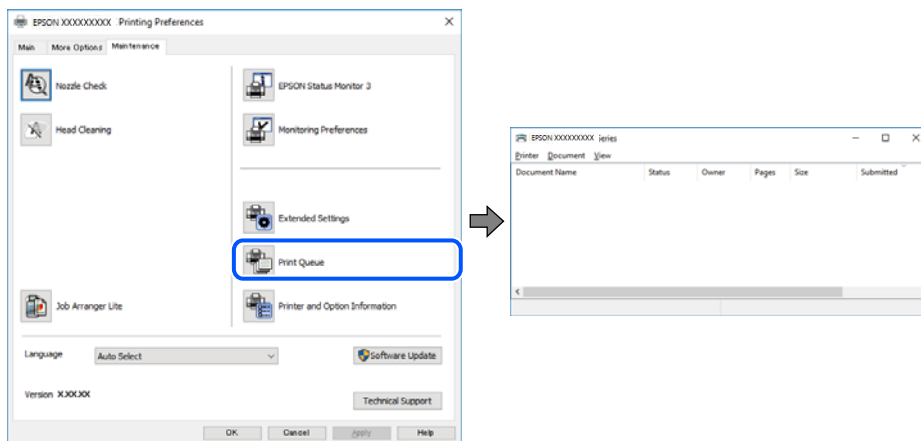 EPSON XXXXXXXXX Printing Preferences
Main More Options Maintenance
Nozzle Check
Head Cleaning
Job Arranger Lite
EPSON Status Monitor 3
Monitoring Preferences
Extended Settings
Print Queue
Printer and Option Information
Language Auto Select Software Update
Version X.XX.XX
Technical Support
OK Cancel Apply Help
EPSON XXXXXXXXX ieries
Printer Document View
Document Name Status Owner Pages Size Submitted